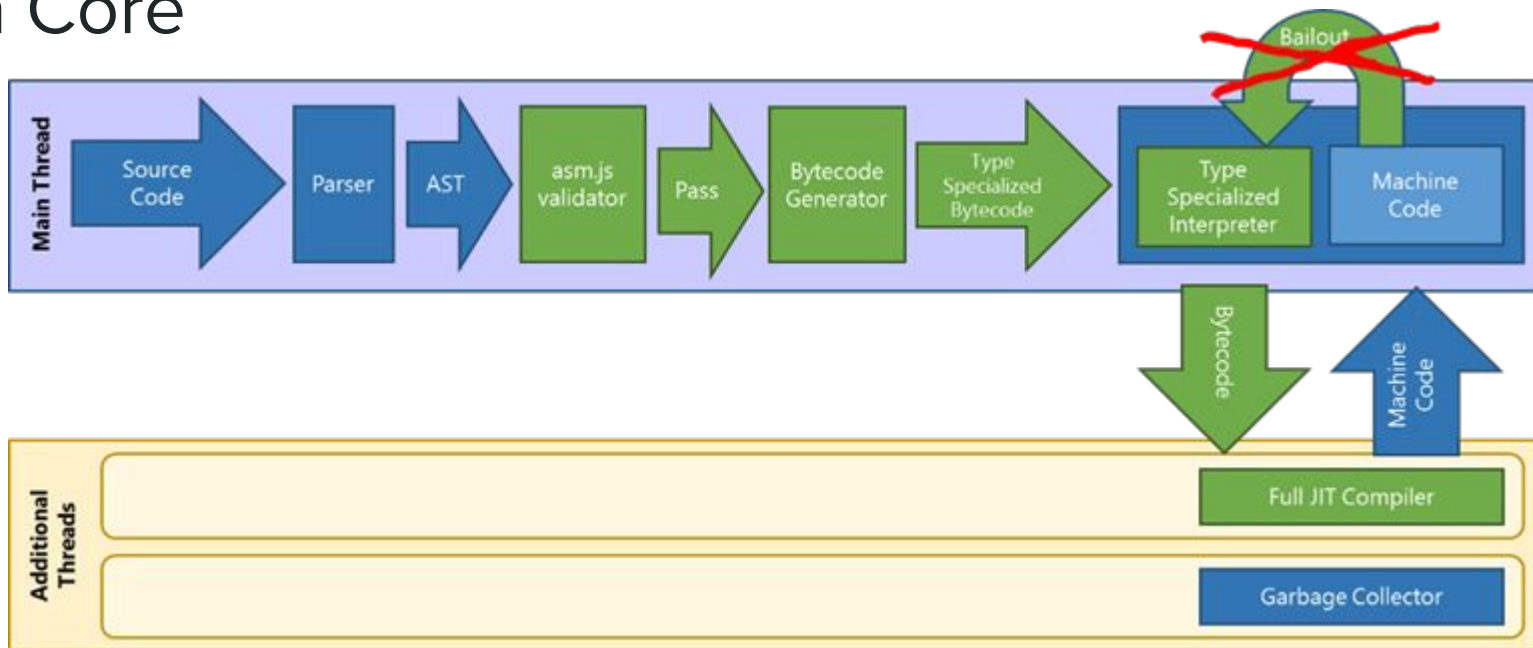 Core
Bailout
Main Thread
Source
Code
Parser
AST
asm.js
validator
Pass
Bytecode
Generator
Type
Specialized
Bytecode
Type
Specialized
Interpreter
Machine
Code
Bytecode
Machine
Code
Additional
Threads
Full JIT Compiler
Garbage Collector